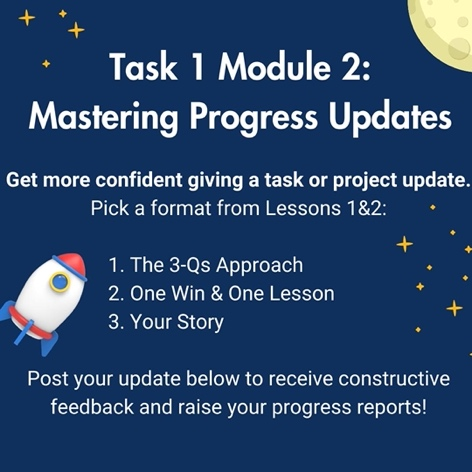 Task 1 Module 2:
Mastering Progress Updates
Get more confident giving a task or project update.
Pick a format from Lessons 1&2:
1. The 3-Qs Approach
2. One Win & One Lesson
3. Your Story
Post your update below to receive constructive
feedback and raise your progress reports!